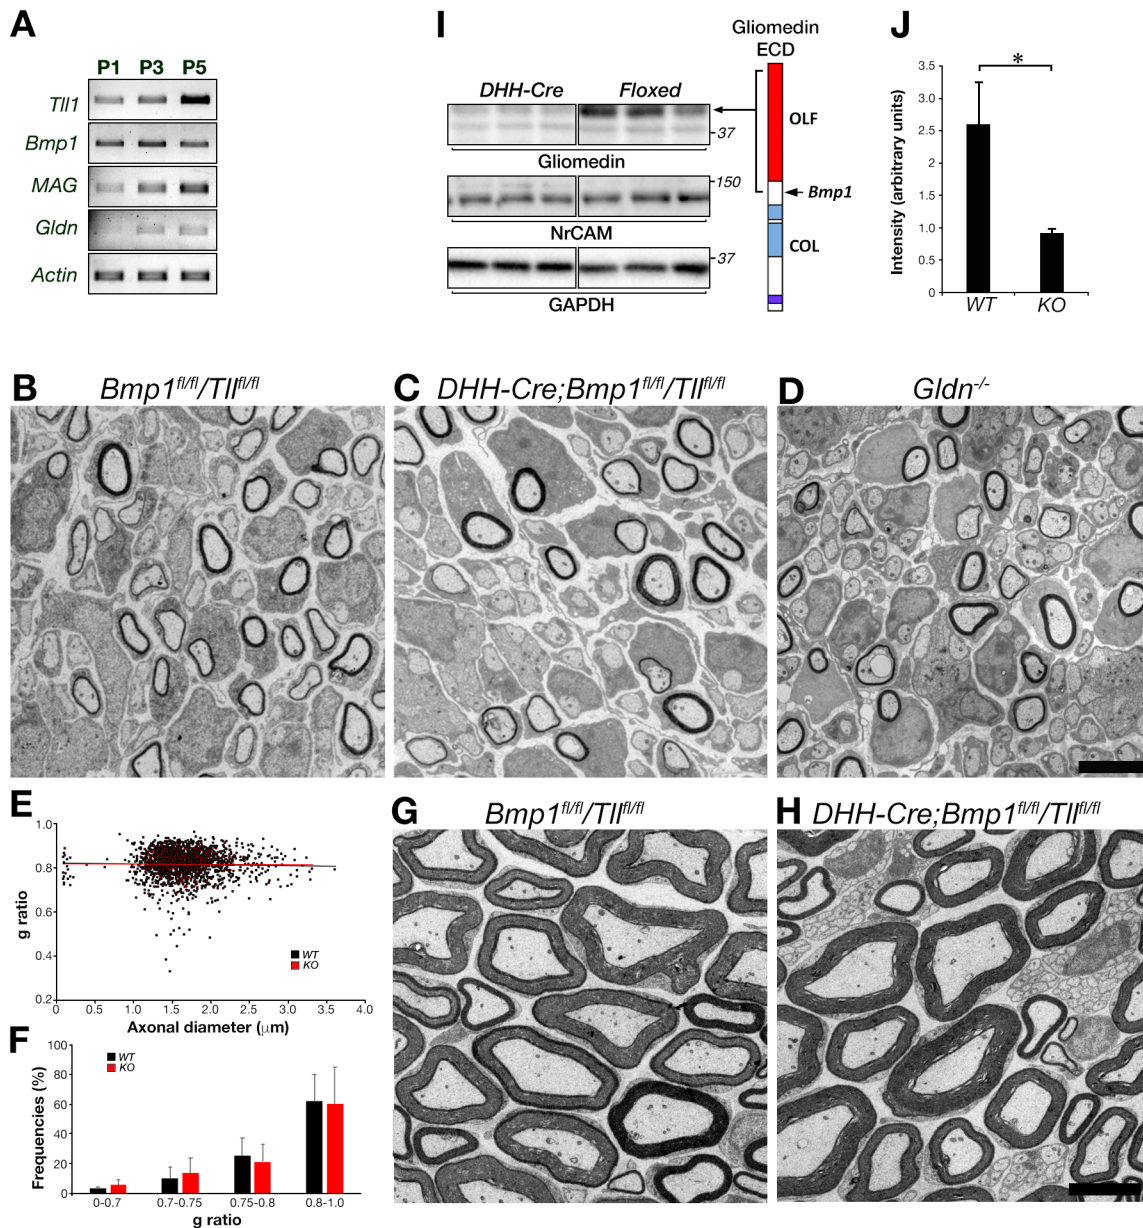 A
P1 P3 P5
Tll1
Bmp1
MAG
Gldn
Actin
I
Gliomedin
ECD
DHH-Cre Floxed
37
Gliomedin
150
NrCAM
37
GAPDH
OLF
Bmp1
COL
J
Intensity (arbitrary units)
3.5
3.0
2.5
2.0
1.5
1.0
0.5
0
*
WT KO
B Bmp1fl/fl/Tllfl/fl
C DHH-Cre;Bmp1fl/fl/Tllfl/fl
D Gldn-/-
E
g ratio
1.0
0.8
0.6
0.4
0.2
WT
KO
0 0.5 1.0 1.5 2.0 2.5 3.0 3.5 4.0
Axonal diameter (µm)
F
Frequencies (%)
100
80
60
40
20
0
WT
KO
0-0.7 0.7-0.75 0.75-0.8 0.8-1.0
g ratio
G Bmp1fl/fl/Tllfl/fl
H DHH-Cre;Bmp1fl/fl/Tllfl/fl